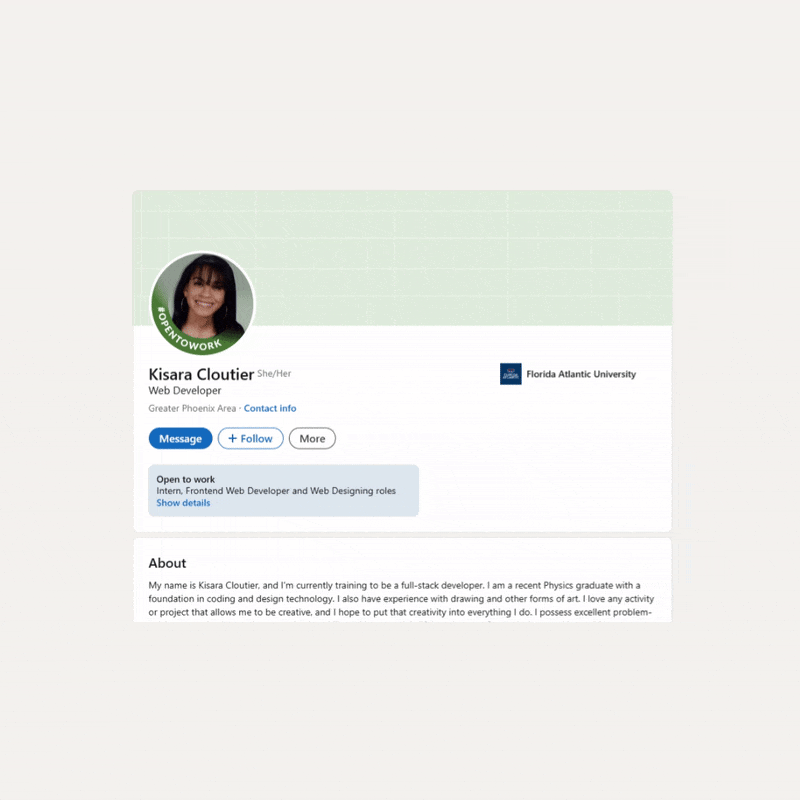 #OPENTOWORK
Kisara Cloutier She/Her
Web Developer
Greater Phoenix Area · Contact info
Florida Atlantic University
Message
+ Follow
More
Open to work
Intern, Frontend Web Developer and Web Designing roles
Show details
About
My name is Kisara Cloutier, and I'm currently training to be a full-stack developer. I am a recent Physics graduate with a
foundation in coding and design technology. I also have experience with drawing and other forms of art. I love any activity
or project that allows me to be creative, and I hope to put that creativity into everything I do. I possess excellent problem-